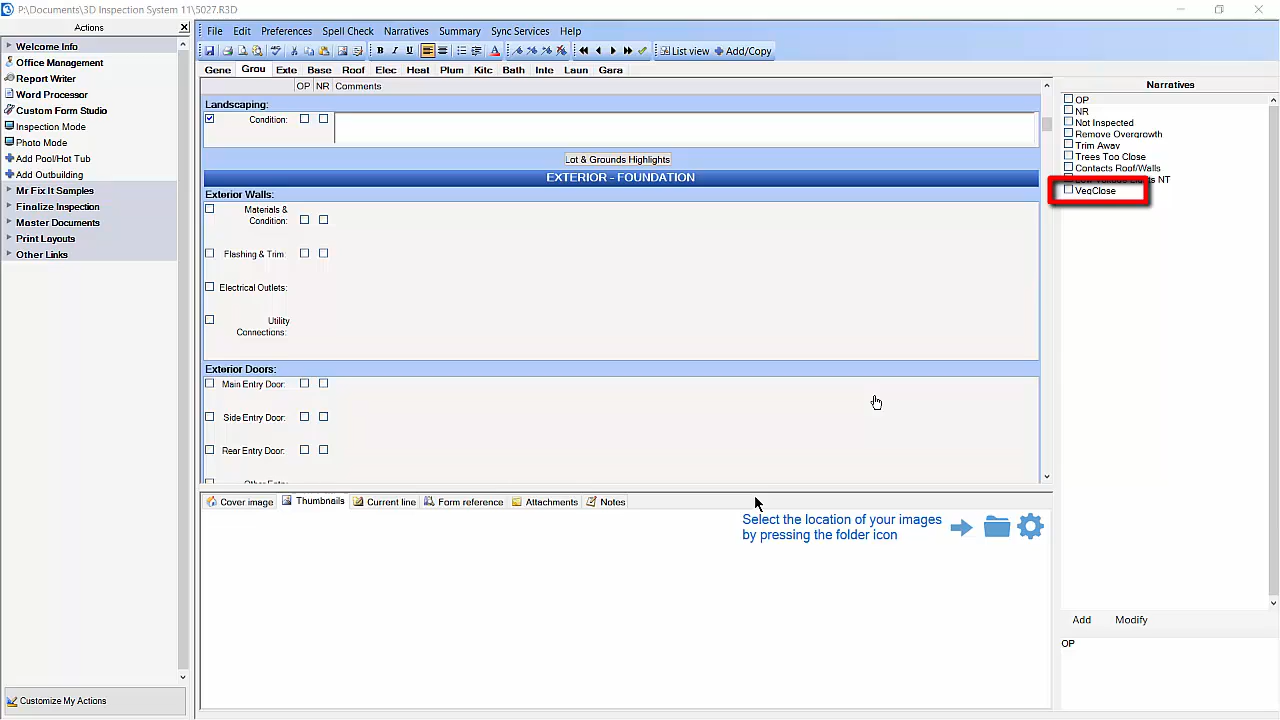 P:\Documents\3D Inspection System 11\5027.R3D
Actions
File Edit Preferences Spell Check Narratives Summary Sync Services Help
B I U A List view Add/Copy
Gene Grou Exte Base Roof Elec Heat Plum Kitc Bath Inte Laun Gara
Welcome Info
Office Management
Report Writer
Word Processor
Custom Form Studio
Inspection Mode
Photo Mode
Add Pool/Hot Tub
Add Outbuilding
Mr Fix It Samples
Finalize Inspection
Master Documents
Print Layouts
Other Links
Customize My Actions
OP NR Comments
Landscaping:
Condition:
Lot & Grounds Highlights
EXTERIOR - FOUNDATION
Exterior Walls:
Materials &
Condition:
Flashing & Trim:
Electrical Outlets:
Utility
Connections:
Exterior Doors:
Main Entry Door:
Side Entry Door:
Rear Entry Door:
Cover image Thumbnails Current line Form reference Attachments Notes
Select the location of your images
by pressing the folder icon
Narratives
OP
NR
Not Inspected
Remove Overgrowth
Trim Away
Trees Too Close
Contacts Roof/Walls
NT
VegClose
Add Modify
OP